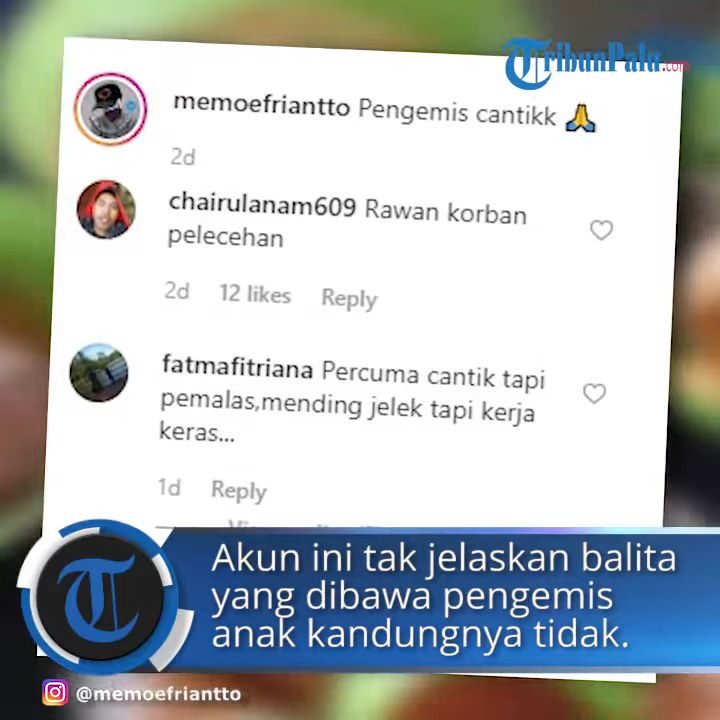 TribunPalu.com
memoefriantto Pengemis cantikk 🙏
2d
chairulanam609 Rawan korban
pelecehan
2d 12 likes Reply
fatmafitriana Percuma cantik tapi
pemalas,mending jelek tapi kerja
keras...
1d Reply
Akun ini tak jelaskan balita
yang dibawa pengemis
anak kandungnya tidak.
@memoefriantto